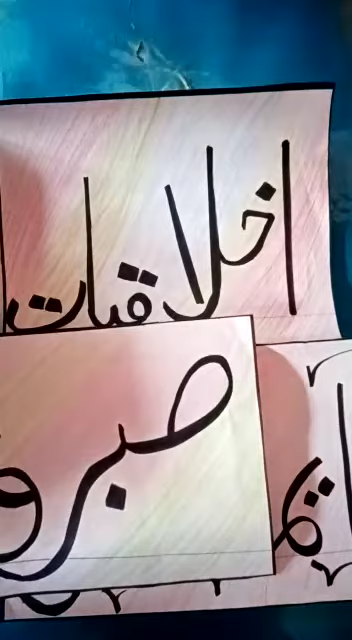 اخلاقیات
صبر و